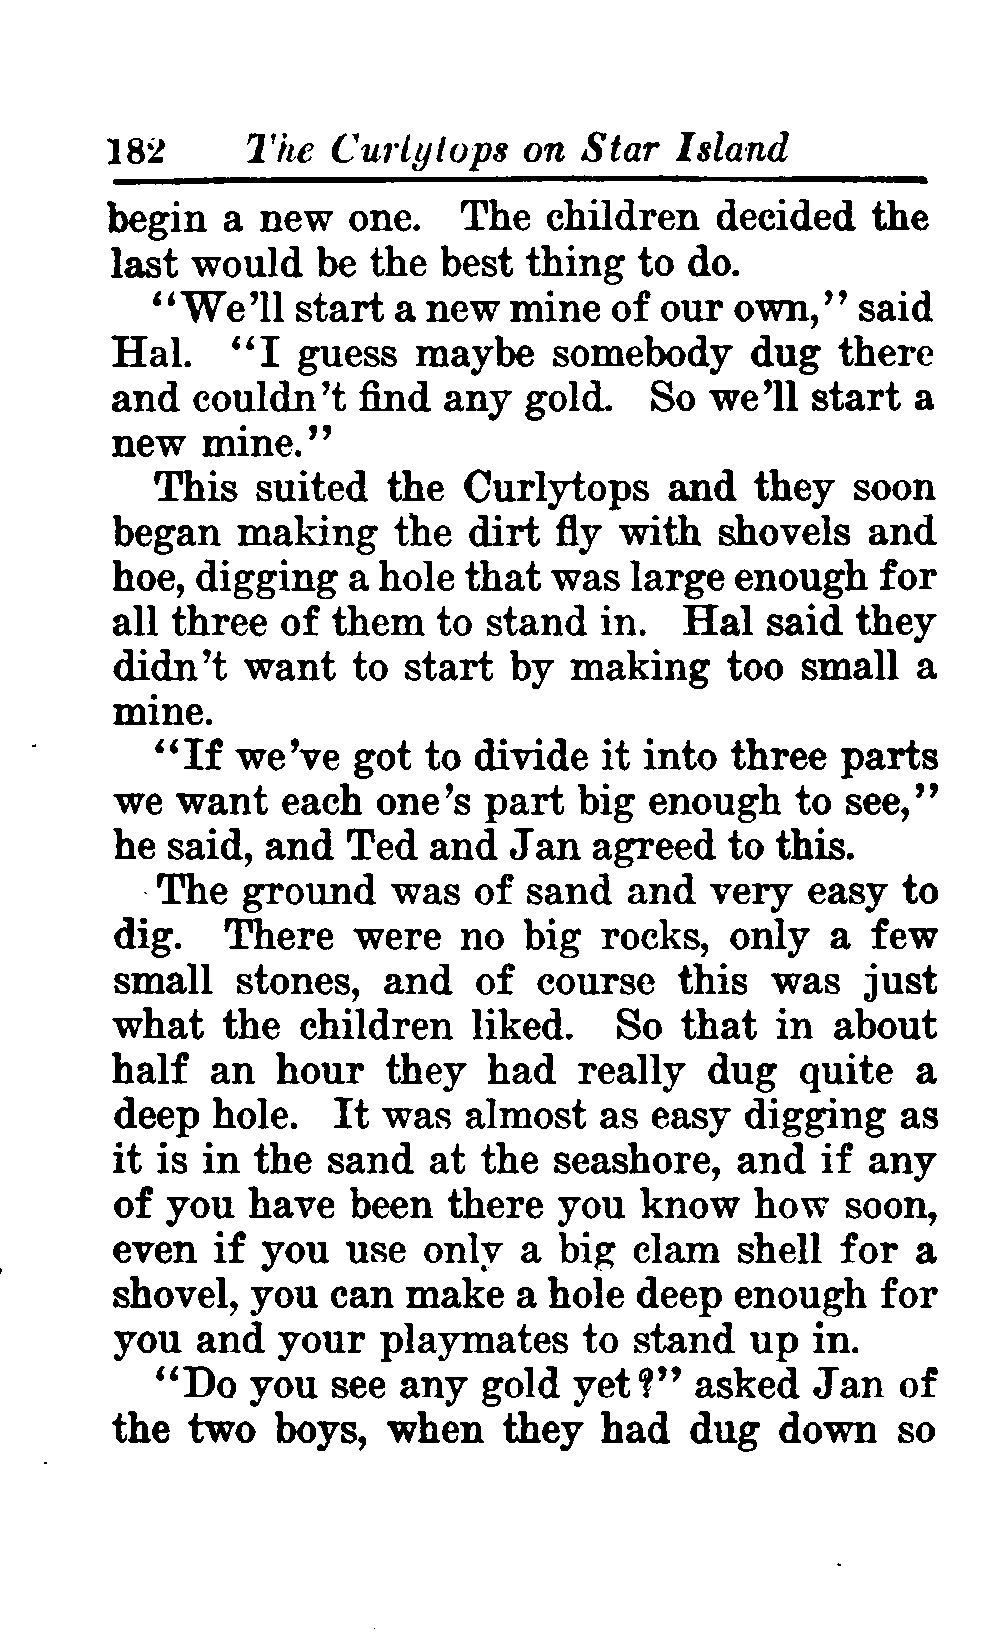 182 The Curlytops on Star Island
begin a new one. The children decided the
last would be the best thing to do.
"We'll start a new mine of our own," said
Hal. "I guess maybe somebody dug there
and couldn't find any gold. So we'll start a
new mine."
This suited the Curlytops and they soon
began making the dirt fly with shovels and
hoe, digging a hole that was large enough for
all three of them to stand in. Hal said they
didn't want to start by making too small a
mine.
"If we've got to divide it into three parts
we want each one's part big enough to see,"
he said, and Ted and Jan agreed to this.
The ground was of sand and very easy to
dig. There were no big rocks, only a few
small stones, and of course this was just
what the children liked. So that in about
half an hour they had really dug quite a
deep hole. It was almost as easy digging as
it is in the sand at the seashore, and if any
of you have been there you know how soon,
even if you use only a big clam shell for a
shovel, you can make a hole deep enough for
you and your playmates to stand up in.
"Do you see any gold yet?" asked Jan of
the two boys, when they had dug down so